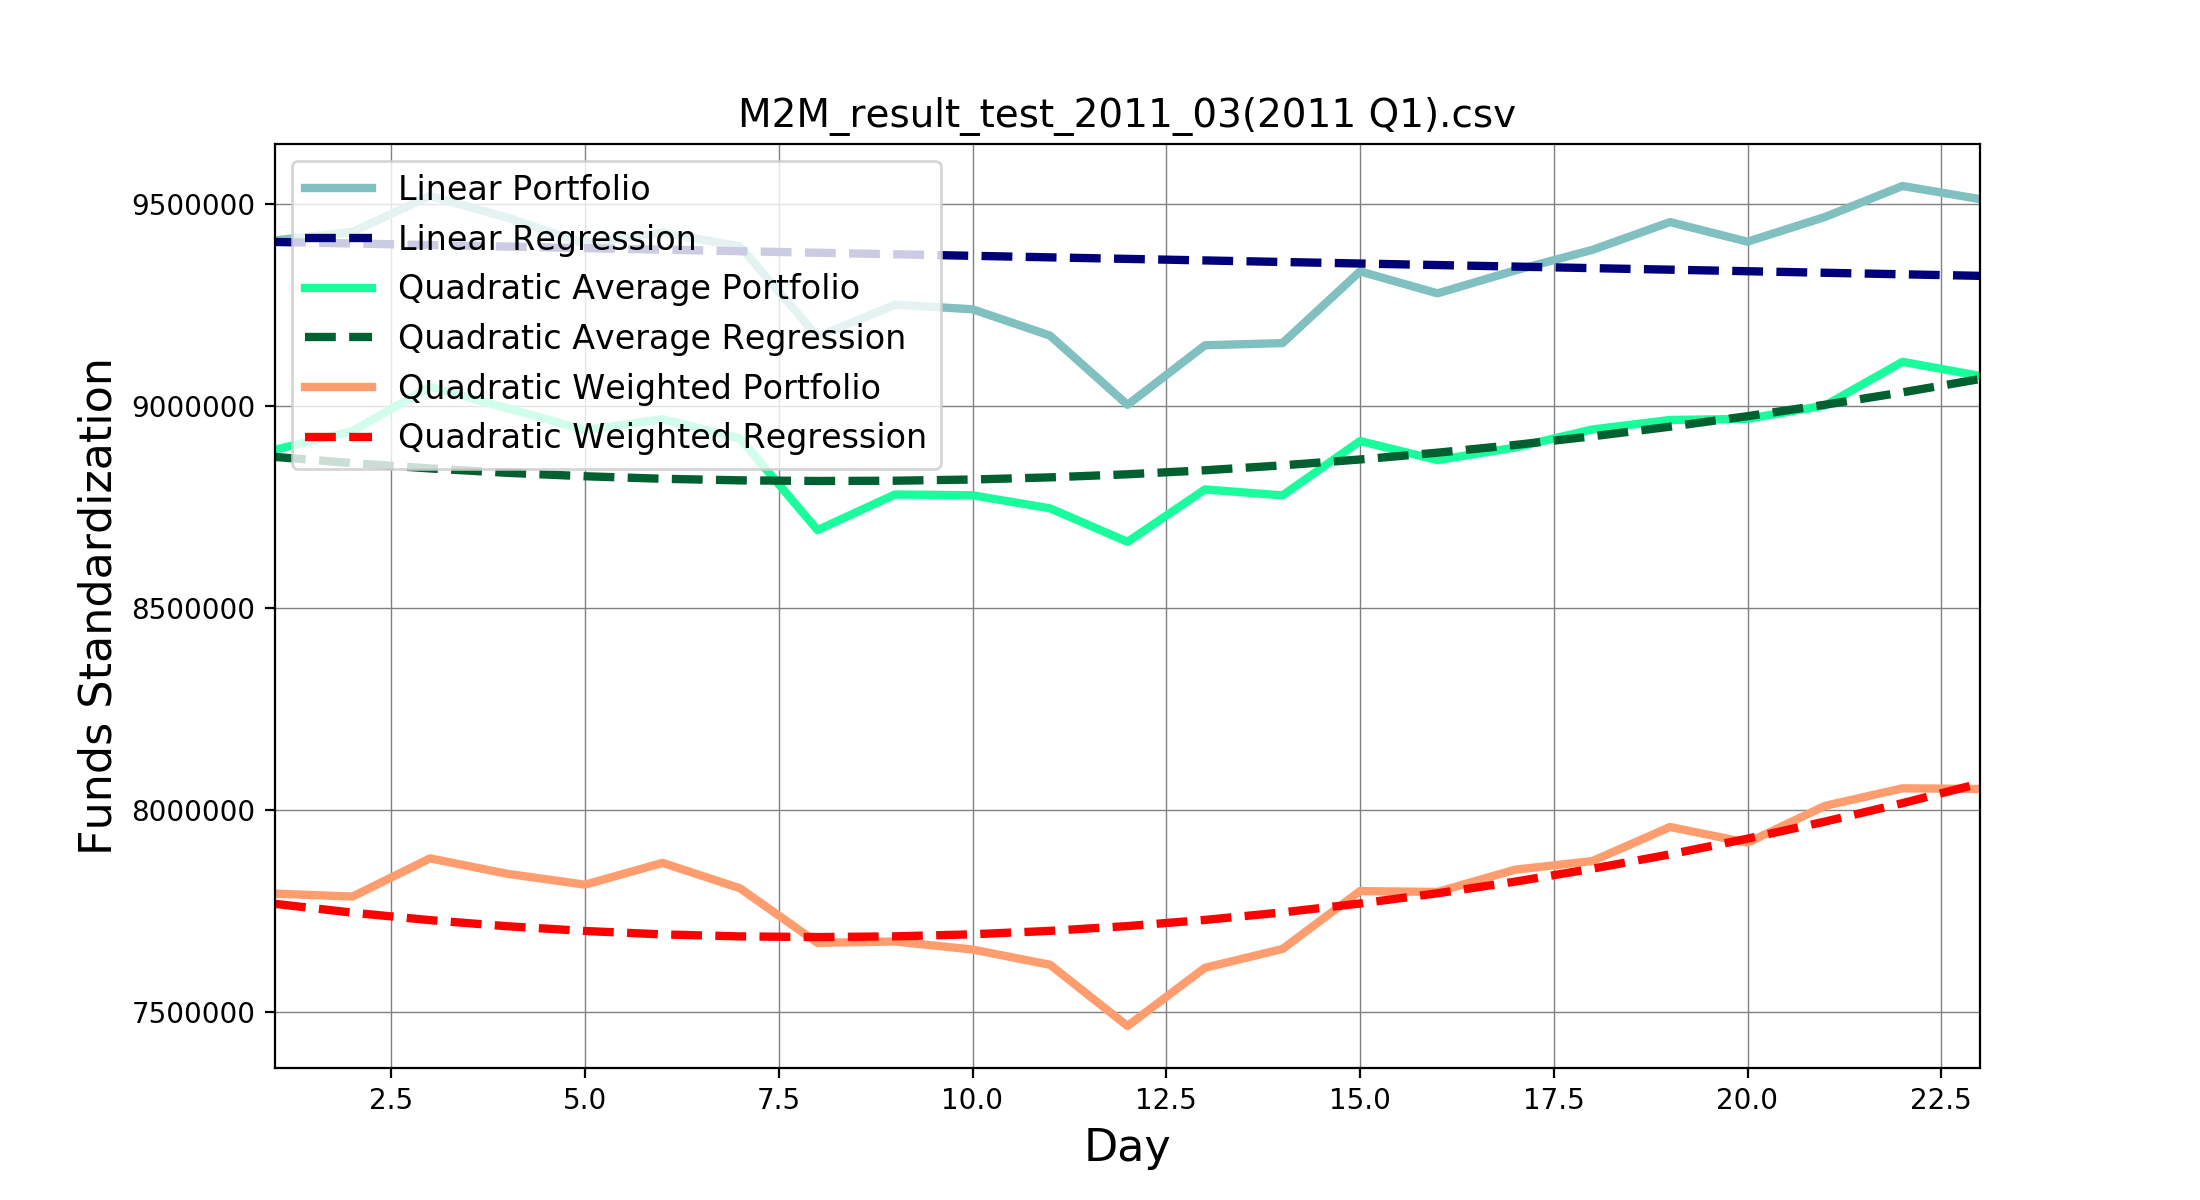 M2M_result_test_2011_03(2011 Q1).csv
Linear Portfolio
Linear Regression
Quadratic Average Portfolio
Quadratic Average Regression
Quadratic Weighted Portfolio
Quadratic Weighted Regression
Funds Standardization
9500000
9000000
8500000
8000000
7500000
2.5 5.0 7.5 10.0 12.5 15.0 17.5 20.0 22.5
Day